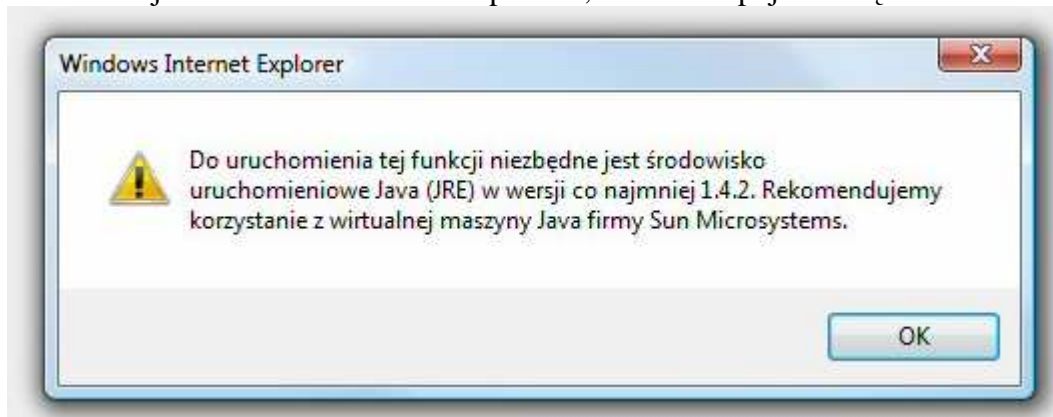 Windows Internet Explorer
Do uruchomienia tej funkcji niezbędne jest środowisko
uruchomieniowe Java (JRE) w wersji co najmniej 1.4.2. Rekomendujemy
korzystanie z wirtualnej maszyny Java firmy Sun Microsystems.
OK